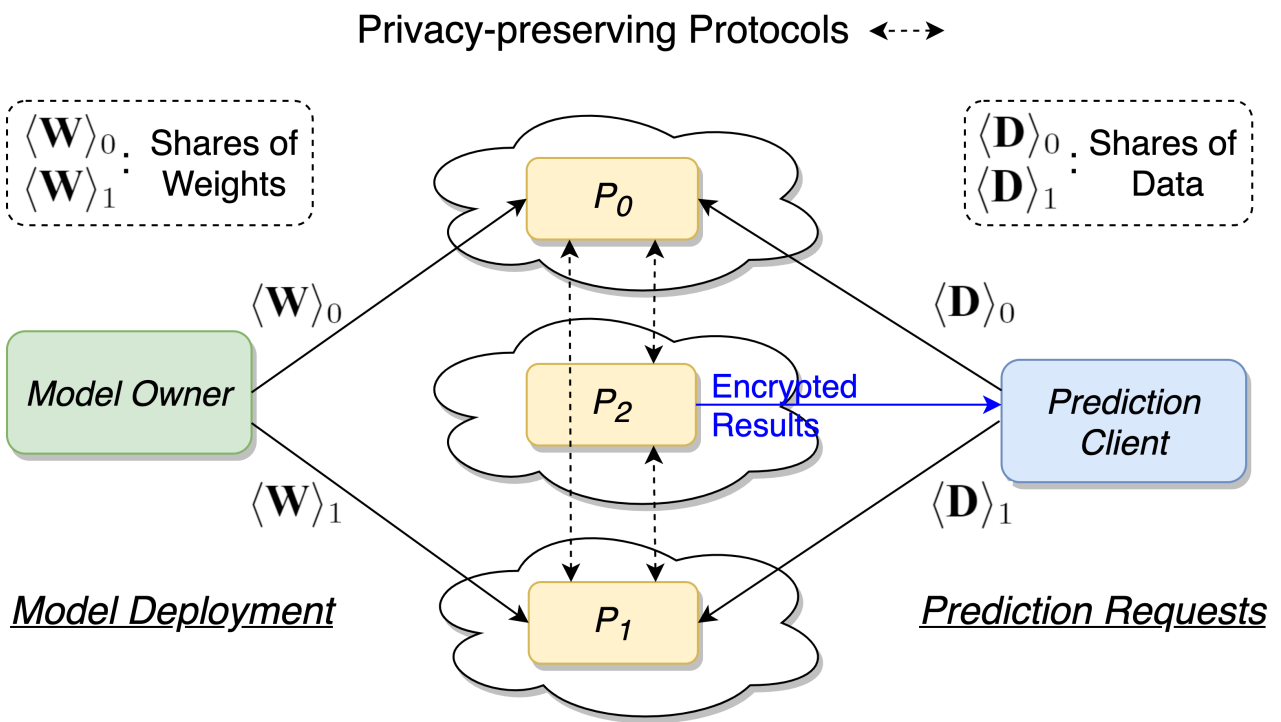 Privacy-preserving Protocols
⟨W⟩0
⟨W⟩1
: Shares of
Weights
⟨D⟩0
⟨D⟩1
: Shares of
Data
P0
⟨W⟩0
⟨D⟩0
Model Owner
P2
Encrypted
Results
Prediction
Client
⟨W⟩1
⟨D⟩1
Model Deployment
P1
Prediction Requests